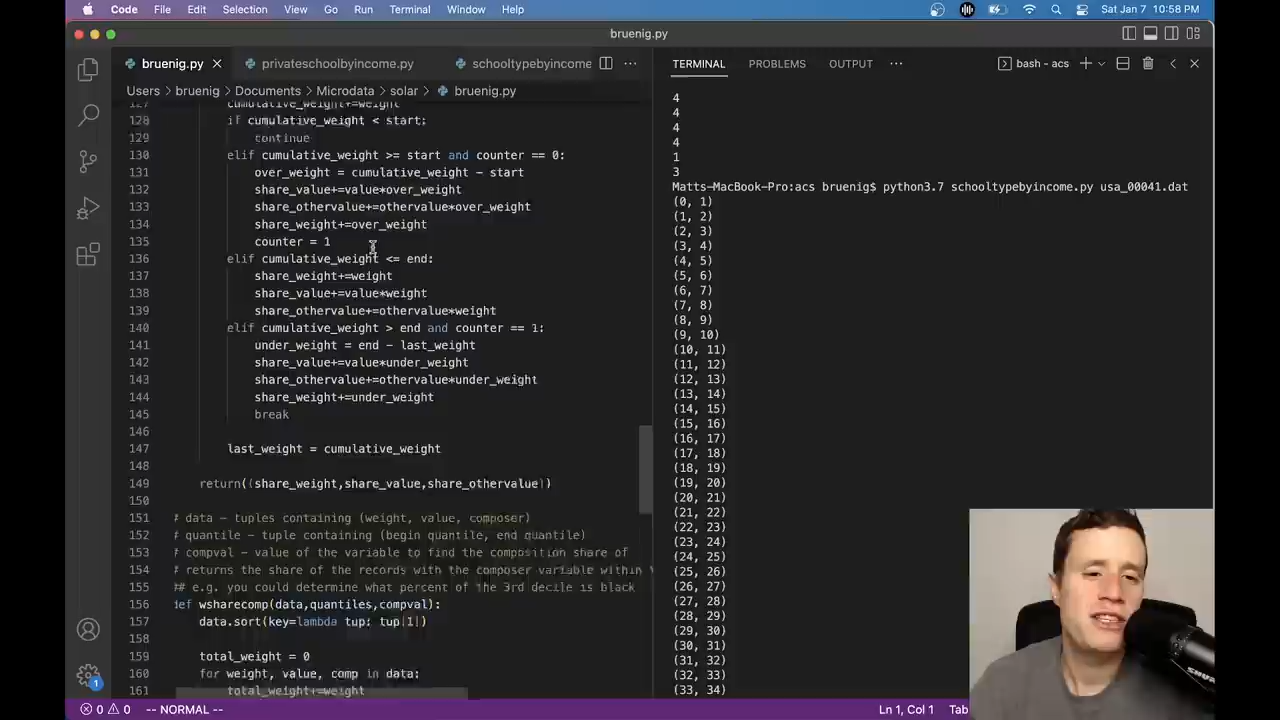 Code File Edit Selection View Go Run Terminal Window Help Sat Jan 7 10:58 PM
bruenig.py
bruenig.py privateschoolbyincome.py schooltypebyincome
Users > bruenig > Documents > Microdata > solar > bruenig.py
127 cumulative_weight+=weight
128 if cumulative_weight < start:
129 continue
130 elif cumulative_weight >= start and counter == 0:
131 over_weight = cumulative_weight - start
132 share_value+=value*over_weight
133 share_othervalue+=othervalue*over_weight
134 share_weight+=over_weight
135 counter = 1
136 elif cumulative_weight <= end:
137 share_weight+=weight
138 share_value+=value*weight
139 share_othervalue+=othervalue*weight
140 elif cumulative_weight > end and counter == 1:
141 under_weight = end - last_weight
142 share_value+=value*under_weight
143 share_othervalue+=othervalue*under_weight
144 share_weight+=under_weight
145 break
146
147 last_weight = cumulative_weight
148
149 return((share_weight,share_value,share_othervalue))
150
151 # data - tuples containing (weight, value, composer)
152 # quantile - tuple containing (begin quantile, end quantile)
153 # compval - value of the variable to find the composition share of
154 # returns the share of the records with the composer variable within
155 ## e.g. you could determine what percent of the 3rd decile is black
156 def wsharecomp(data,quantiles,compval):
157 data.sort(key=lambda tup: tup[1])
158
159 total_weight = 0
160 for weight, value, comp in data:
161 total_weight+=weight
1
0 0 -- NORMAL -- Ln 1, Col 1 Tab
TERMINAL PROBLEMS OUTPUT ··· bash - acs
4
4
4
4
1
3
Matts-MacBook-Pro:acs bruenig$ python3.7 schooltypebyincome.py usa_00041.dat
(0, 1)
(1, 2)
(2, 3)
(3, 4)
(4, 5)
(5, 6)
(6, 7)
(7, 8)
(8, 9)
(9, 10)
(10, 11)
(11, 12)
(12, 13)
(13, 14)
(14, 15)
(15, 16)
(16, 17)
(17, 18)
(18, 19)
(19, 20)
(20, 21)
(21, 22)
(22, 23)
(23, 24)
(24, 25)
(25, 26)
(26, 27)
(27, 28)
(28, 29)
(29, 30)
(30, 31)
(31, 32)
(32, 33)
(33, 34)